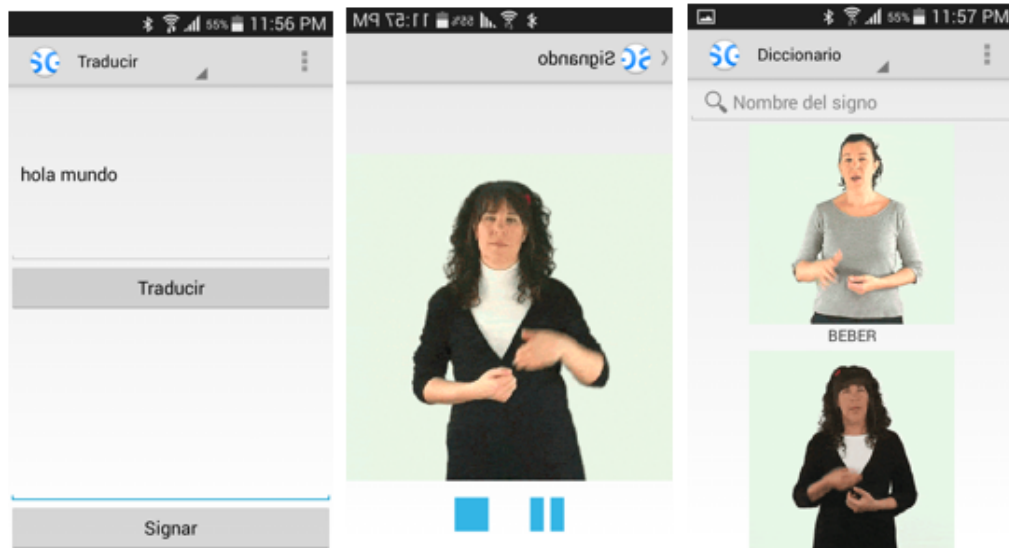 55% 11:56 PM
Traducir
hola mundo
Traducir
Signar
55% 11:57 PM
Signando
55% 11:57 PM
Diccionario
Nombre del signo
BEBER